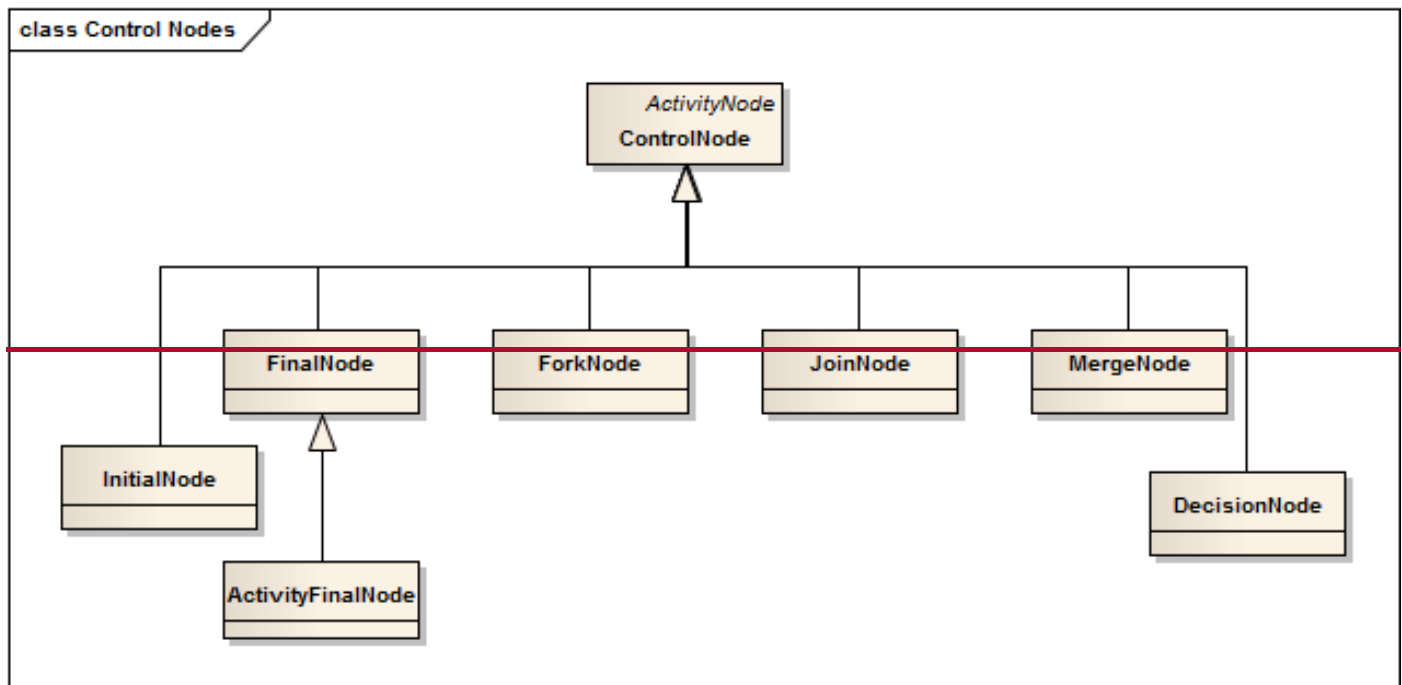 class Control Nodes
ActivityNode
ControlNode
FinalNode
ForkNode
JoinNode
MergeNode
InitialNode
DecisionNode
ActivityFinalNode